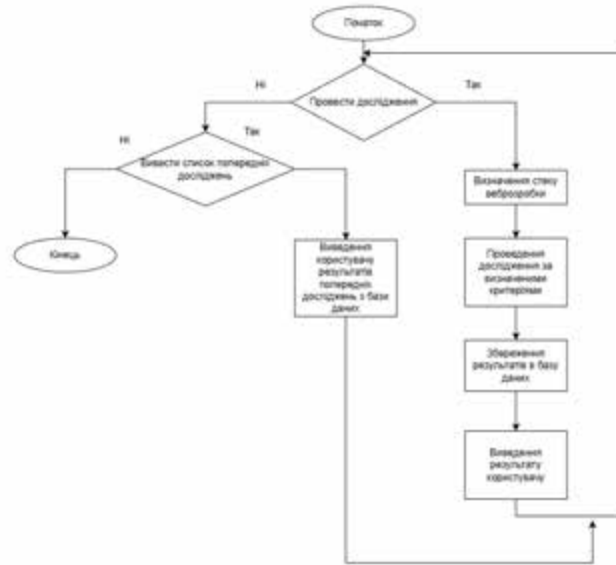 Початок
Ні
Так
Провести дослідження
Ні
Так
Вивести список попередніх
досліджень
Кінець
Виведення
користувачу
результатів
попередніх
досліджень з бази
даних
Визначення стеку
веброзробки
Проведення
дослідження за
визначеними
критеріями
Збереження
результатів в базу
даних
Виведення
результату
користувачу